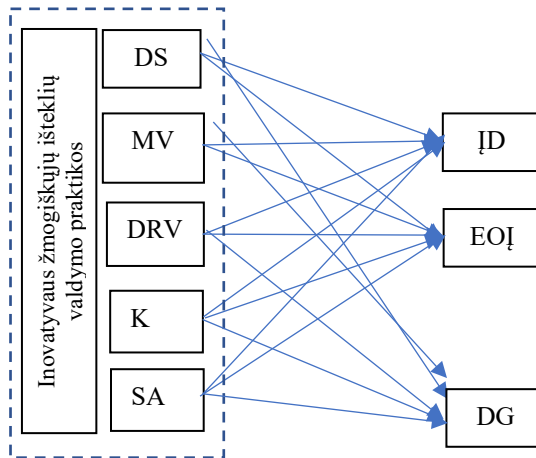 Inovatyvaus žmogiškųjų išteklių
valdymo praktikos
DS
MV
DRV
K
SA
ĮD
EOĮ
DG